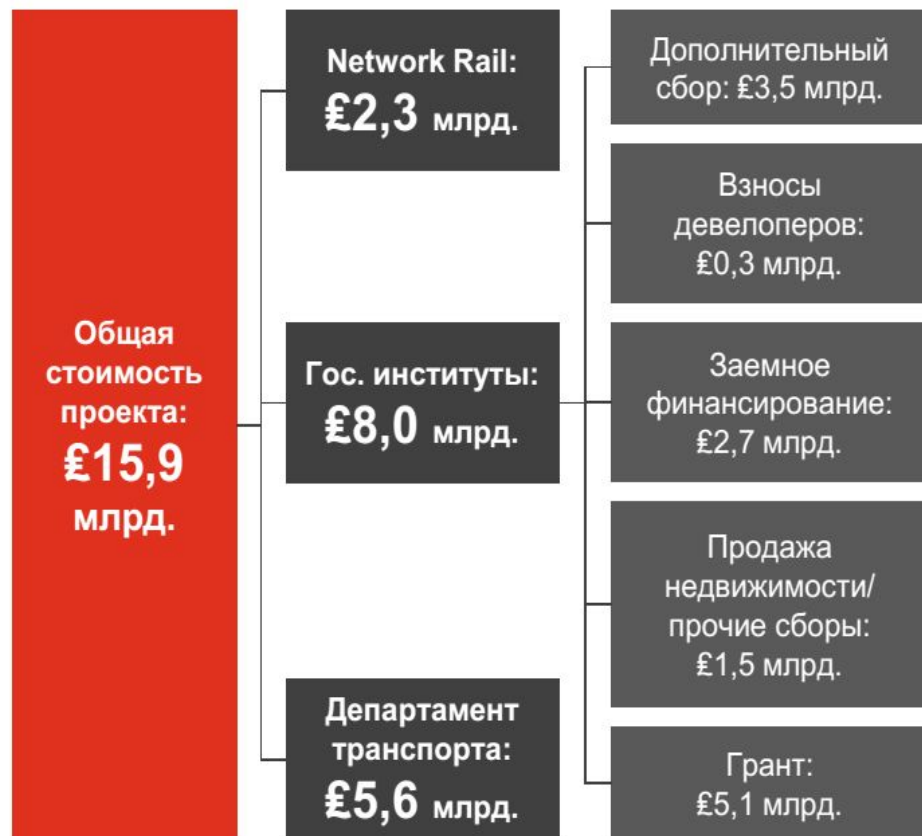 Общая
стоимость
проекта:
₤15,9
млрд.
Network Rail:
₤2,3 млрд.
Гос. институты:
₤8,0 млрд.
Департамент
транспорта:
₤5,6 млрд.
Дополнительный
сбор: ₤3,5 млрд.
Взносы
девелоперов:
₤0,3 млрд.
Заемное
финансирование:
₤2,7 млрд.
Продажа
недвижимости/
прочие сборы:
₤1,5 млрд.
Грант:
₤5,1 млрд.